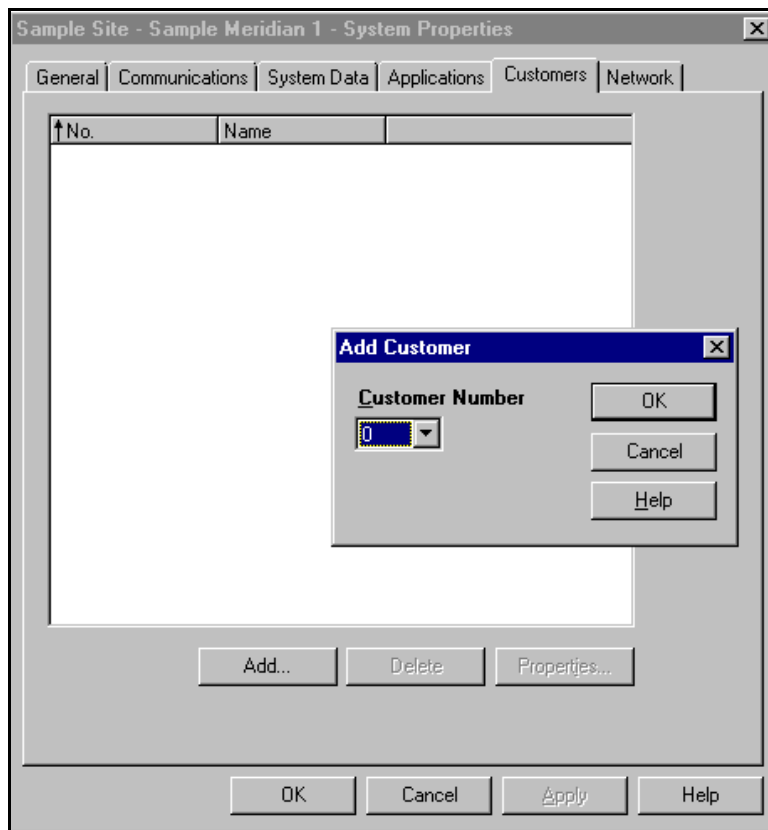 Sample Site - Sample Meridian 1 - System Properties
General Communications System Data Applications Customers Network
No. Name
Add Customer
Customer Number
0
OK
Cancel
Help
Add... Delete Properties...
OK Cancel Apply Help